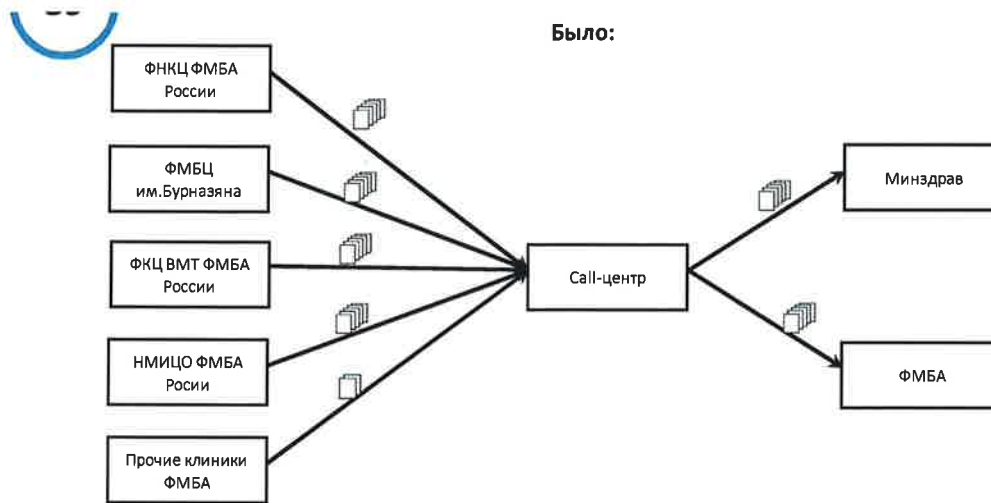 Было:
ФНКЦ ФМБА
России
ФМБЦ
им.Бурназяна
ФКЦ ВМТ ФМБА
России
НМИЦО ФМБА
Росии
Прочие клиники
ФМБА
Call-центр
Минздрав
ФМБА